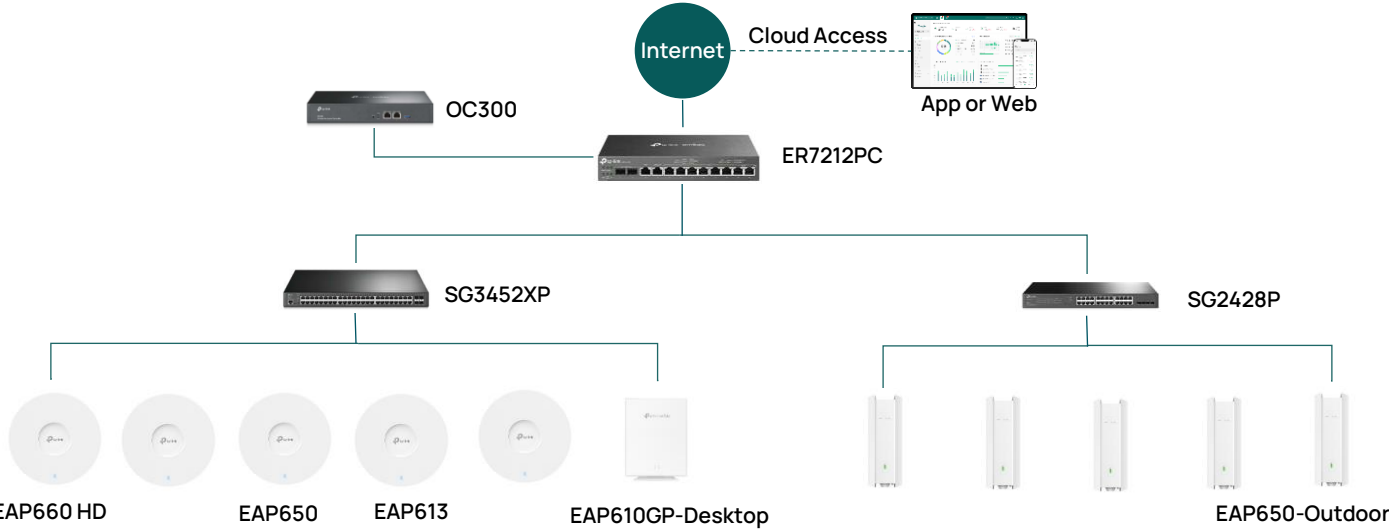 Internet
Cloud Access
App or Web
OC300
ER7212PC
SG3452XP
SG2428P
EAP660 HD
EAP650
EAP613
EAP610GP-Desktop
EAP650-Outdoor